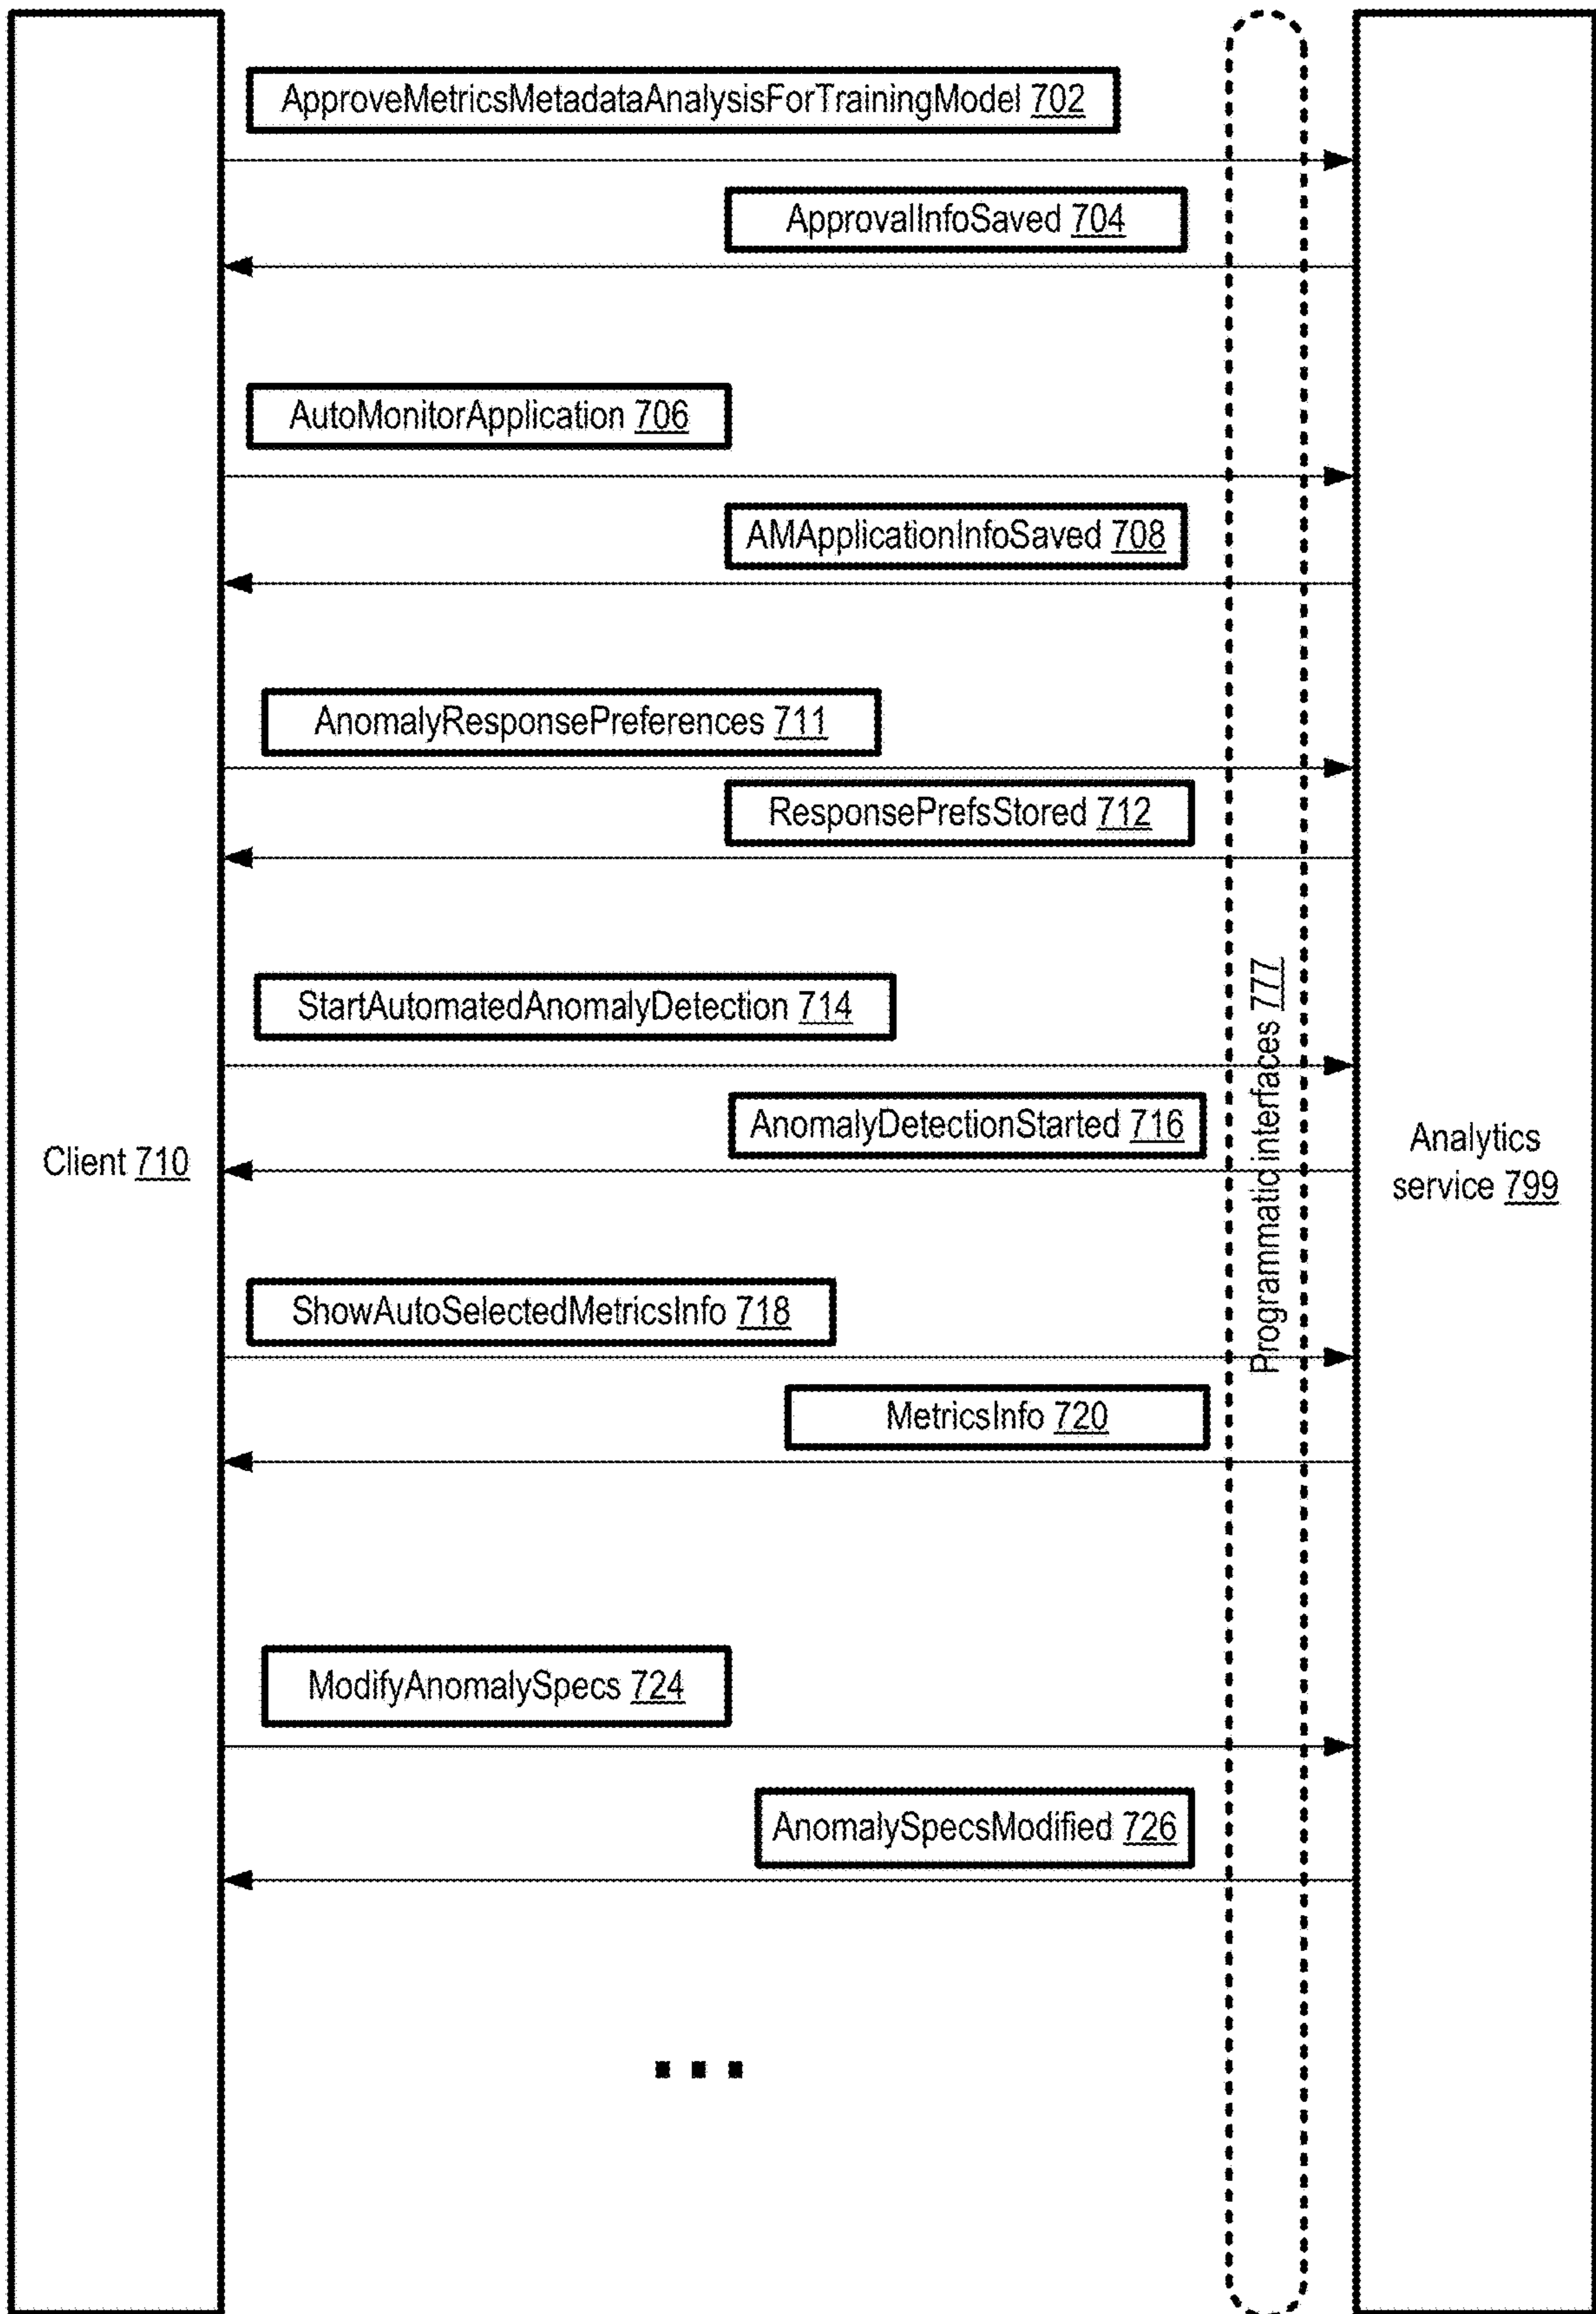 ApproveMetricsMetadataAnalysisForTrainingModel 702
ApprovalInfoSaved 704
AutoMonitorApplication 706
AMApplicationInfoSaved 708
AnomalyResponsePreferences 711
ResponsePrefsStored 712
StartAutomatedAnomalyDetection 714
AnomalyDetectionStarted 716
Client 710
Programmatic interfaces 777
Analytics
service 799
ShowAutoSelectedMetricsInfo 718
MetricsInfo 720
ModifyAnomalySpecs 724
AnomalySpecsModified 726
...